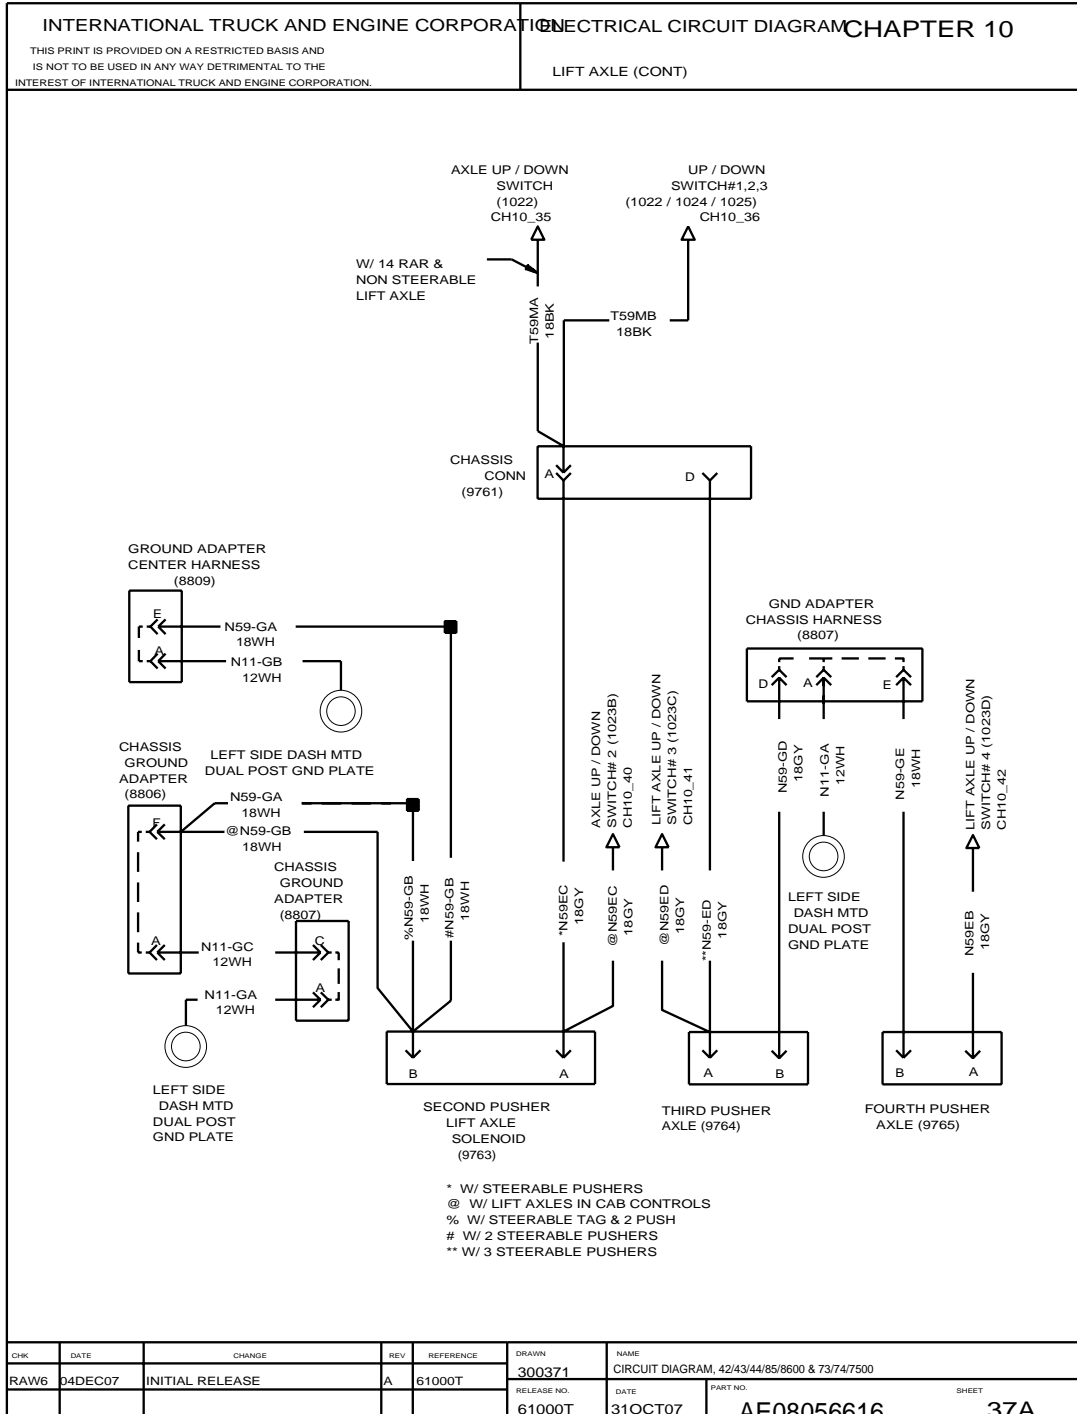 INTERNATIONAL TRUCK AND ENGINE CORPORATION
THIS PRINT IS PROVIDED ON A RESTRICTED BASIS AND
IS NOT TO BE USED IN ANY WAY DETRIMENTAL TO THE
INTEREST OF INTERNATIONAL TRUCK AND ENGINE CORPORATION.
ELECTRICAL CIRCUIT DIAGRAM
CHAPTER 10
LIFT AXLE (CONT)
AXLE UP / DOWN
SWITCH
(1022)
CH10_35
UP / DOWN
SWITCH#1,2,3
(1022 / 1024 / 1025)
CH10_36
W/ 14 RAR &
NON STEERABLE
LIFT AXLE
T59MA
18BK
T59MB
18BK
CHASSIS
CONN
(9761)
A
D
GROUND ADAPTER
CENTER HARNESS
(8809)
E
N59-GA
18WH
A
N11-GB
12WH
LEFT SIDE DASH MTD
DUAL POST GND PLATE
GND ADAPTER
CHASSIS HARNESS
(8807)
D
A
E
CHASSIS
GROUND
ADAPTER
(8806)
F
N59-GA
18WH
@N59-GB
18WH
CHASSIS
GROUND
ADAPTER
(8807)
A
N11-GC
12WH
C
N11-GA
12WH
A
LEFT SIDE
DASH MTD
DUAL POST
GND PLATE
%N59-GB
18WH
#N59-GB
18WH
*N59EC
18GY
AXLE UP / DOWN
SWITCH# 2 (1023B)
CH10_40
@N59EC
18GY
LIFT AXLE UP / DOWN
SWITCH# 3 (1023C)
CH10_41
@N59ED
18GY
**N59-ED
18GY
N59-GD
18GY
N11-GA
12WH
LEFT SIDE
DASH MTD
DUAL POST
GND PLATE
N59-GE
18WH
LIFT AXLE UP / DOWN
SWITCH# 4 (1023D)
CH10_42
N59EB
18GY
B
A
SECOND PUSHER
LIFT AXLE
SOLENOID
(9763)
A
B
THIRD PUSHER
AXLE (9764)
B
A
FOURTH PUSHER
AXLE (9765)
* W/ STEERABLE PUSHERS
@ W/ LIFT AXLES IN CAB CONTROLS
% W/ STEERABLE TAG & 2 PUSH
# W/ 2 STEERABLE PUSHERS
** W/ 3 STEERABLE PUSHERS
CHK DATE CHANGE REV REFERENCE
RAW6 04DEC07 INITIAL RELEASE A 61000T
DRAWN
300371
NAME
CIRCUIT DIAGRAM, 42/43/44/85/8600 & 73/74/7500
RELEASE NO.
61000T
DATE
31OCT07
PART NO.
AE08056616
SHEET
37A